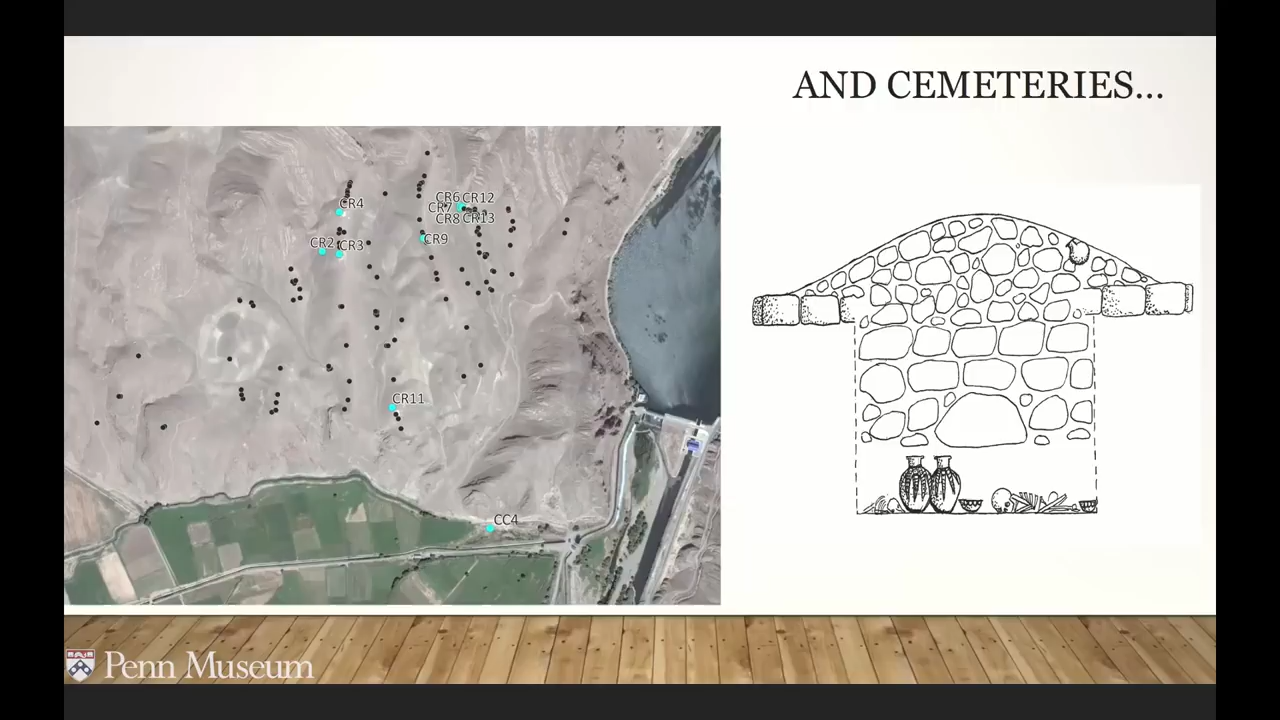 AND CEMETERIES...
CR4
CR6 CR12
CR7
CR8 CR13
CR9
CR2 CR3
CR11
CC4
Penn Museum